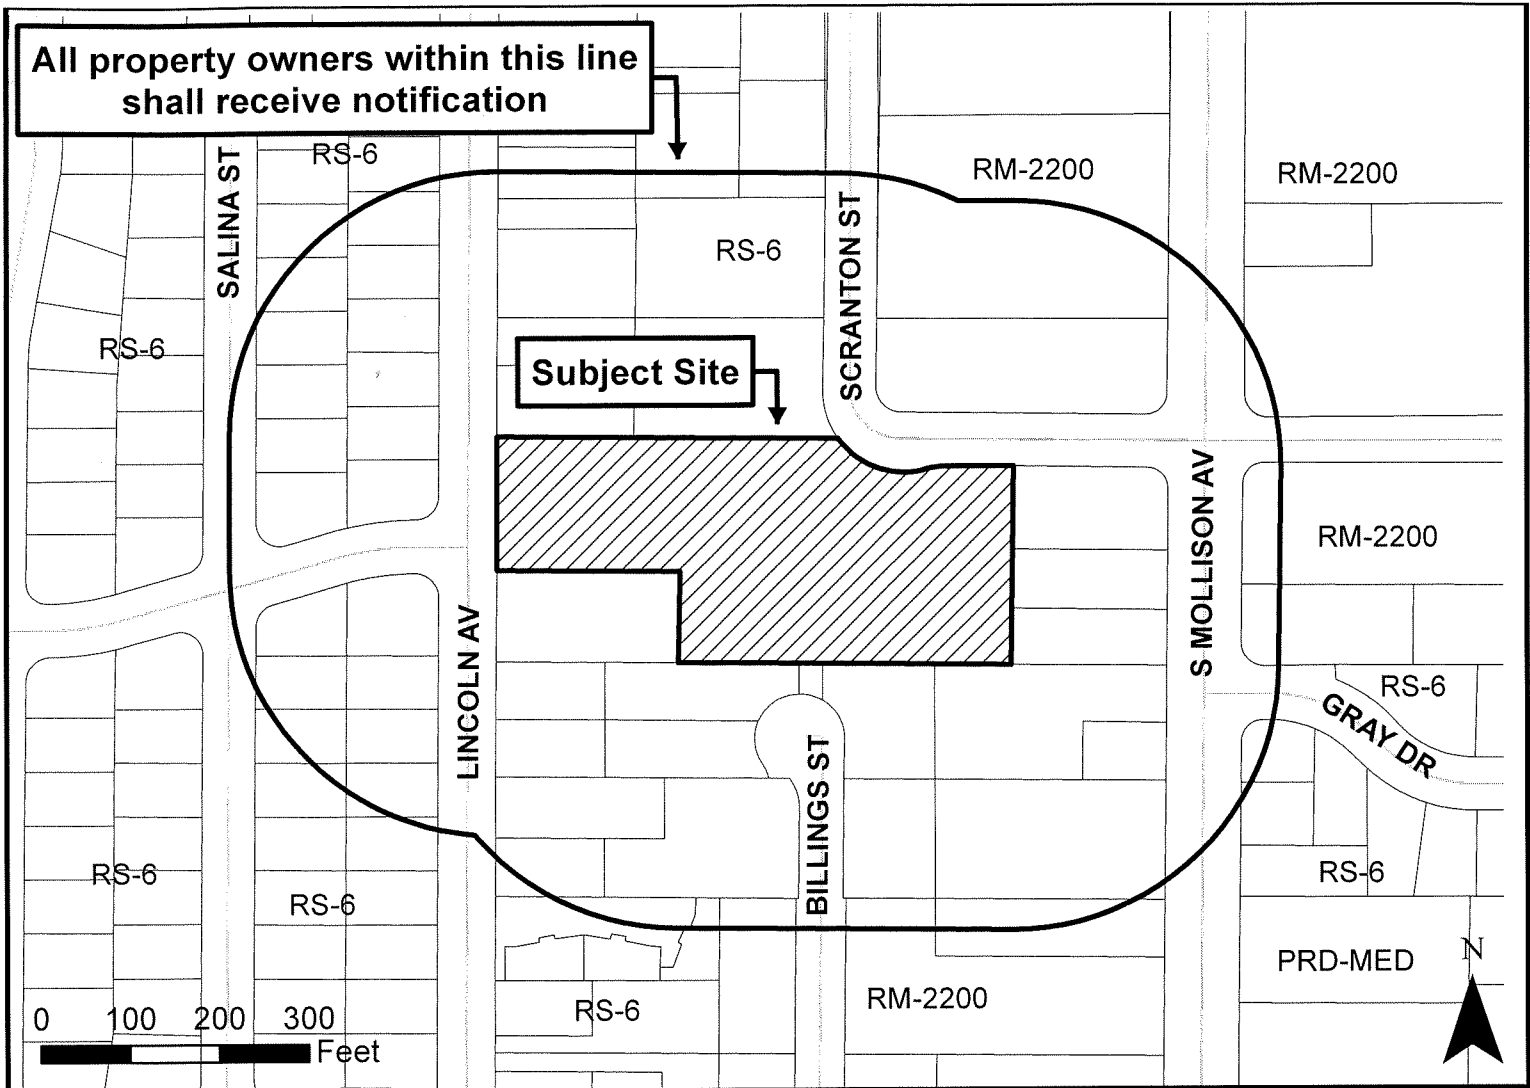 All property owners within this line
shall receive notification
RS-6
SALINA ST
RM-2200
RM-2200
RS-6
SCRANTON ST
RS-6
Subject Site
S MOLLISON AV
RM-2200
LINCOLN AV
RS-6
GRAY DR
BILLINGS ST
RS-6
RS-6
RS-6
PRD-MED
N
RS-6
RM-2200
0 100 200 300
Feet